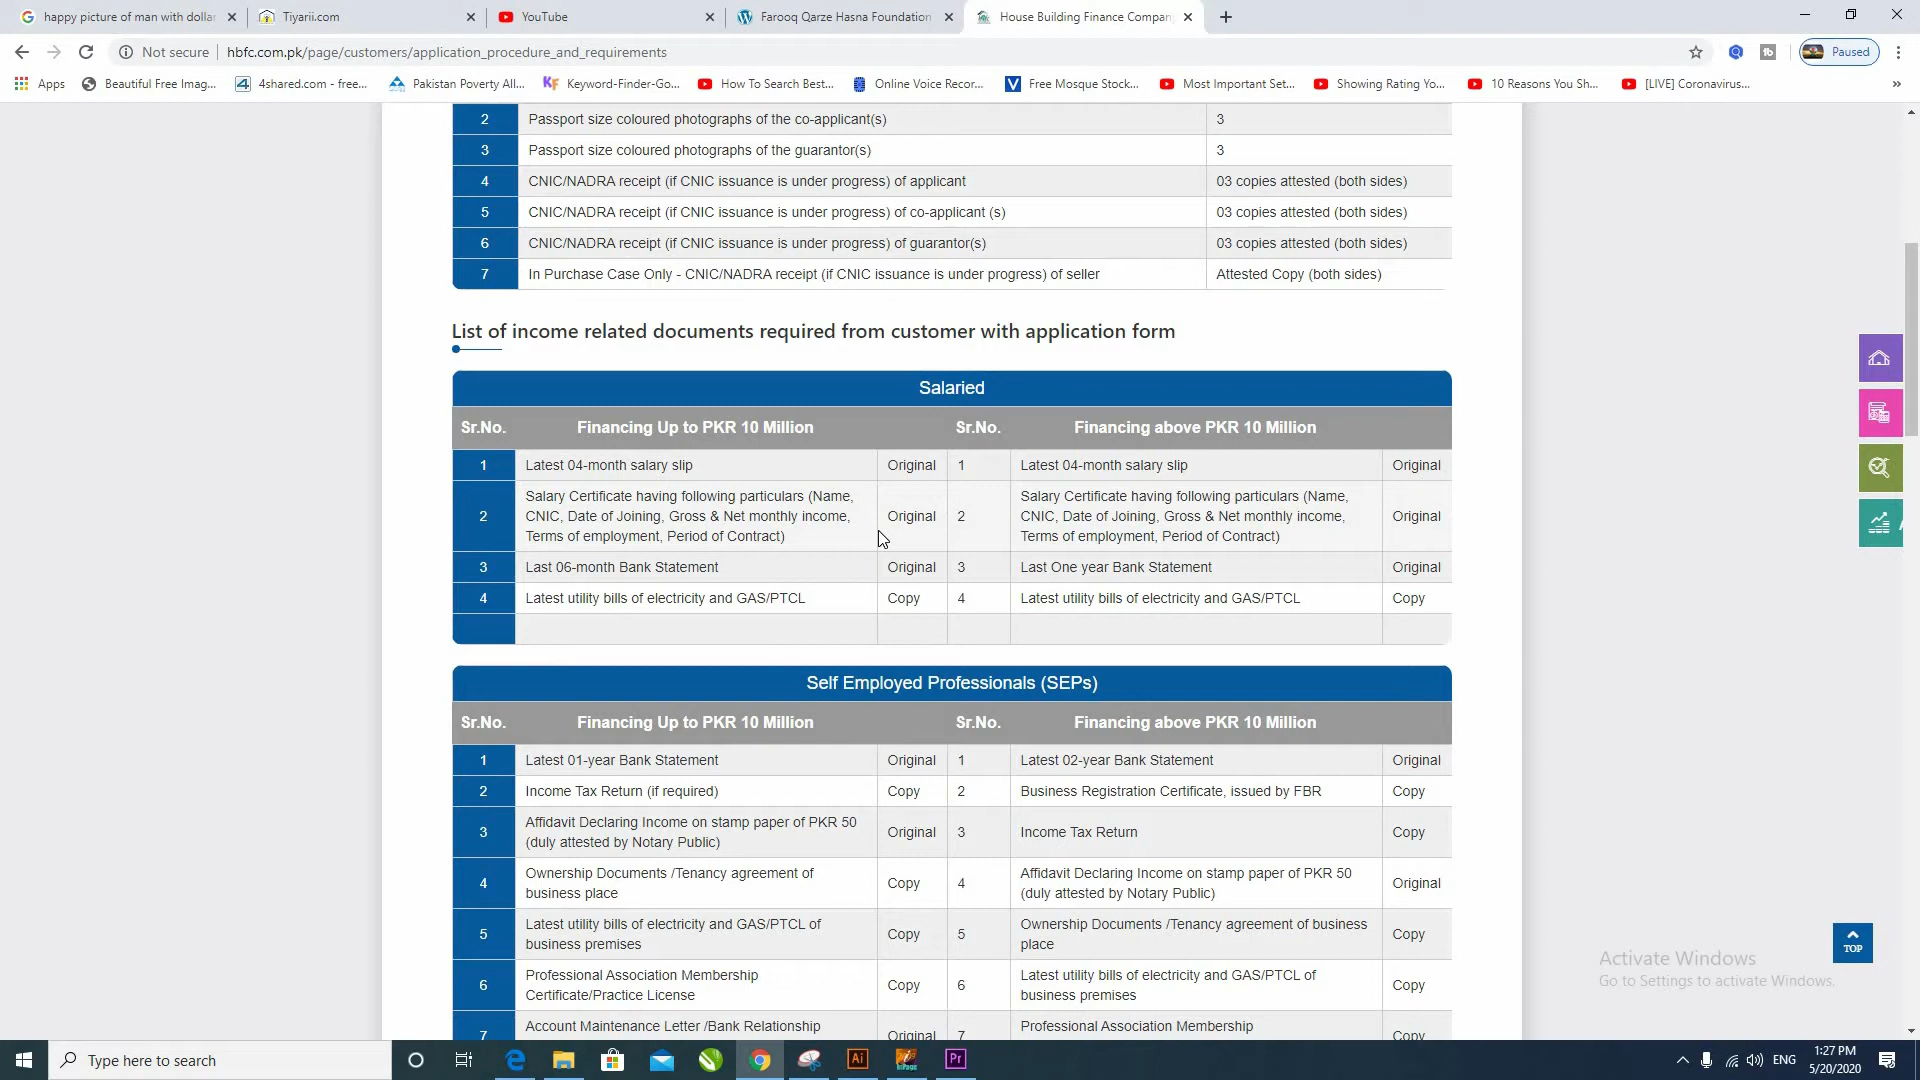 happy picture of man with dolla
Tiyarii.com
YouTube
Farooq Qarze Hasna Foundation
House Building Finance Company
Not secure
hbfc.com.pk/page/customers/application_procedure_and_requirements
Paused
Apps
Beautiful Free Imag...
4shared.com - free...
Pakistan Poverty All...
Keyword-Finder-Go...
How To Search Best...
Online Voice Recor...
Free Mosque Stock...
Most Important Set...
Showing Rating Yo...
10 Reasons You Sh...
[LIVE] Coronavirus...
2 Passport size coloured photographs of the co-applicant(s) 3
3 Passport size coloured photographs of the guarantor(s) 3
4 CNIC/NADRA receipt (if CNIC issuance is under progress) of applicant 03 copies attested (both sides)
5 CNIC/NADRA receipt (if CNIC issuance is under progress) of co-applicant (s) 03 copies attested (both sides)
6 CNIC/NADRA receipt (if CNIC issuance is under progress) of guarantor(s) 03 copies attested (both sides)
7 In Purchase Case Only - CNIC/NADRA receipt (if CNIC issuance is under progress) of seller Attested Copy (both sides)
List of income related documents required from customer with application form
Salaried
Sr.No. Financing Up to PKR 10 Million Sr.No. Financing above PKR 10 Million
1 Latest 04-month salary slip Original 1 Latest 04-month salary slip Original
Salary Certificate having following particulars (Name, Salary Certificate having following particulars (Name,
2 CNIC, Date of Joining, Gross & Net monthly income, Original 2 CNIC, Date of Joining, Gross & Net monthly income, Original
Terms of employment, Period of Contract) Terms of employment, Period of Contract)
3 Last 06-month Bank Statement Original 3 Last One year Bank Statement Original
4 Latest utility bills of electricity and GAS/PTCL Copy 4 Latest utility bills of electricity and GAS/PTCL Copy
Self Employed Professionals (SEPs)
Sr.No. Financing Up to PKR 10 Million Sr.No. Financing above PKR 10 Million
1 Latest 01-year Bank Statement Original 1 Latest 02-year Bank Statement Original
2 Income Tax Return (if required) Copy 2 Business Registration Certificate, issued by FBR Copy
Affidavit Declaring Income on stamp paper of PKR 50
3 (duly attested by Notary Public) Original 3 Income Tax Return Copy
Ownership Documents /Tenancy agreement of Affidavit Declaring Income on stamp paper of PKR 50
4 business place Copy 4 (duly attested by Notary Public) Original
Latest utility bills of electricity and GAS/PTCL of Ownership Documents /Tenancy agreement of business
5 business premises Copy 5 place Copy
Professional Association Membership Latest utility bills of electricity and GAS/PTCL of
6 Certificate/Practice License Copy 6 business premises Copy
7 Account Maintenance Letter /Bank Relationship Original 7 Professional Association Membership Copy
TOP
Activate Windows
Go to Settings to activate Windows.
Type here to search
Ai
Pr
ENG
1:27 PM
5/20/2020